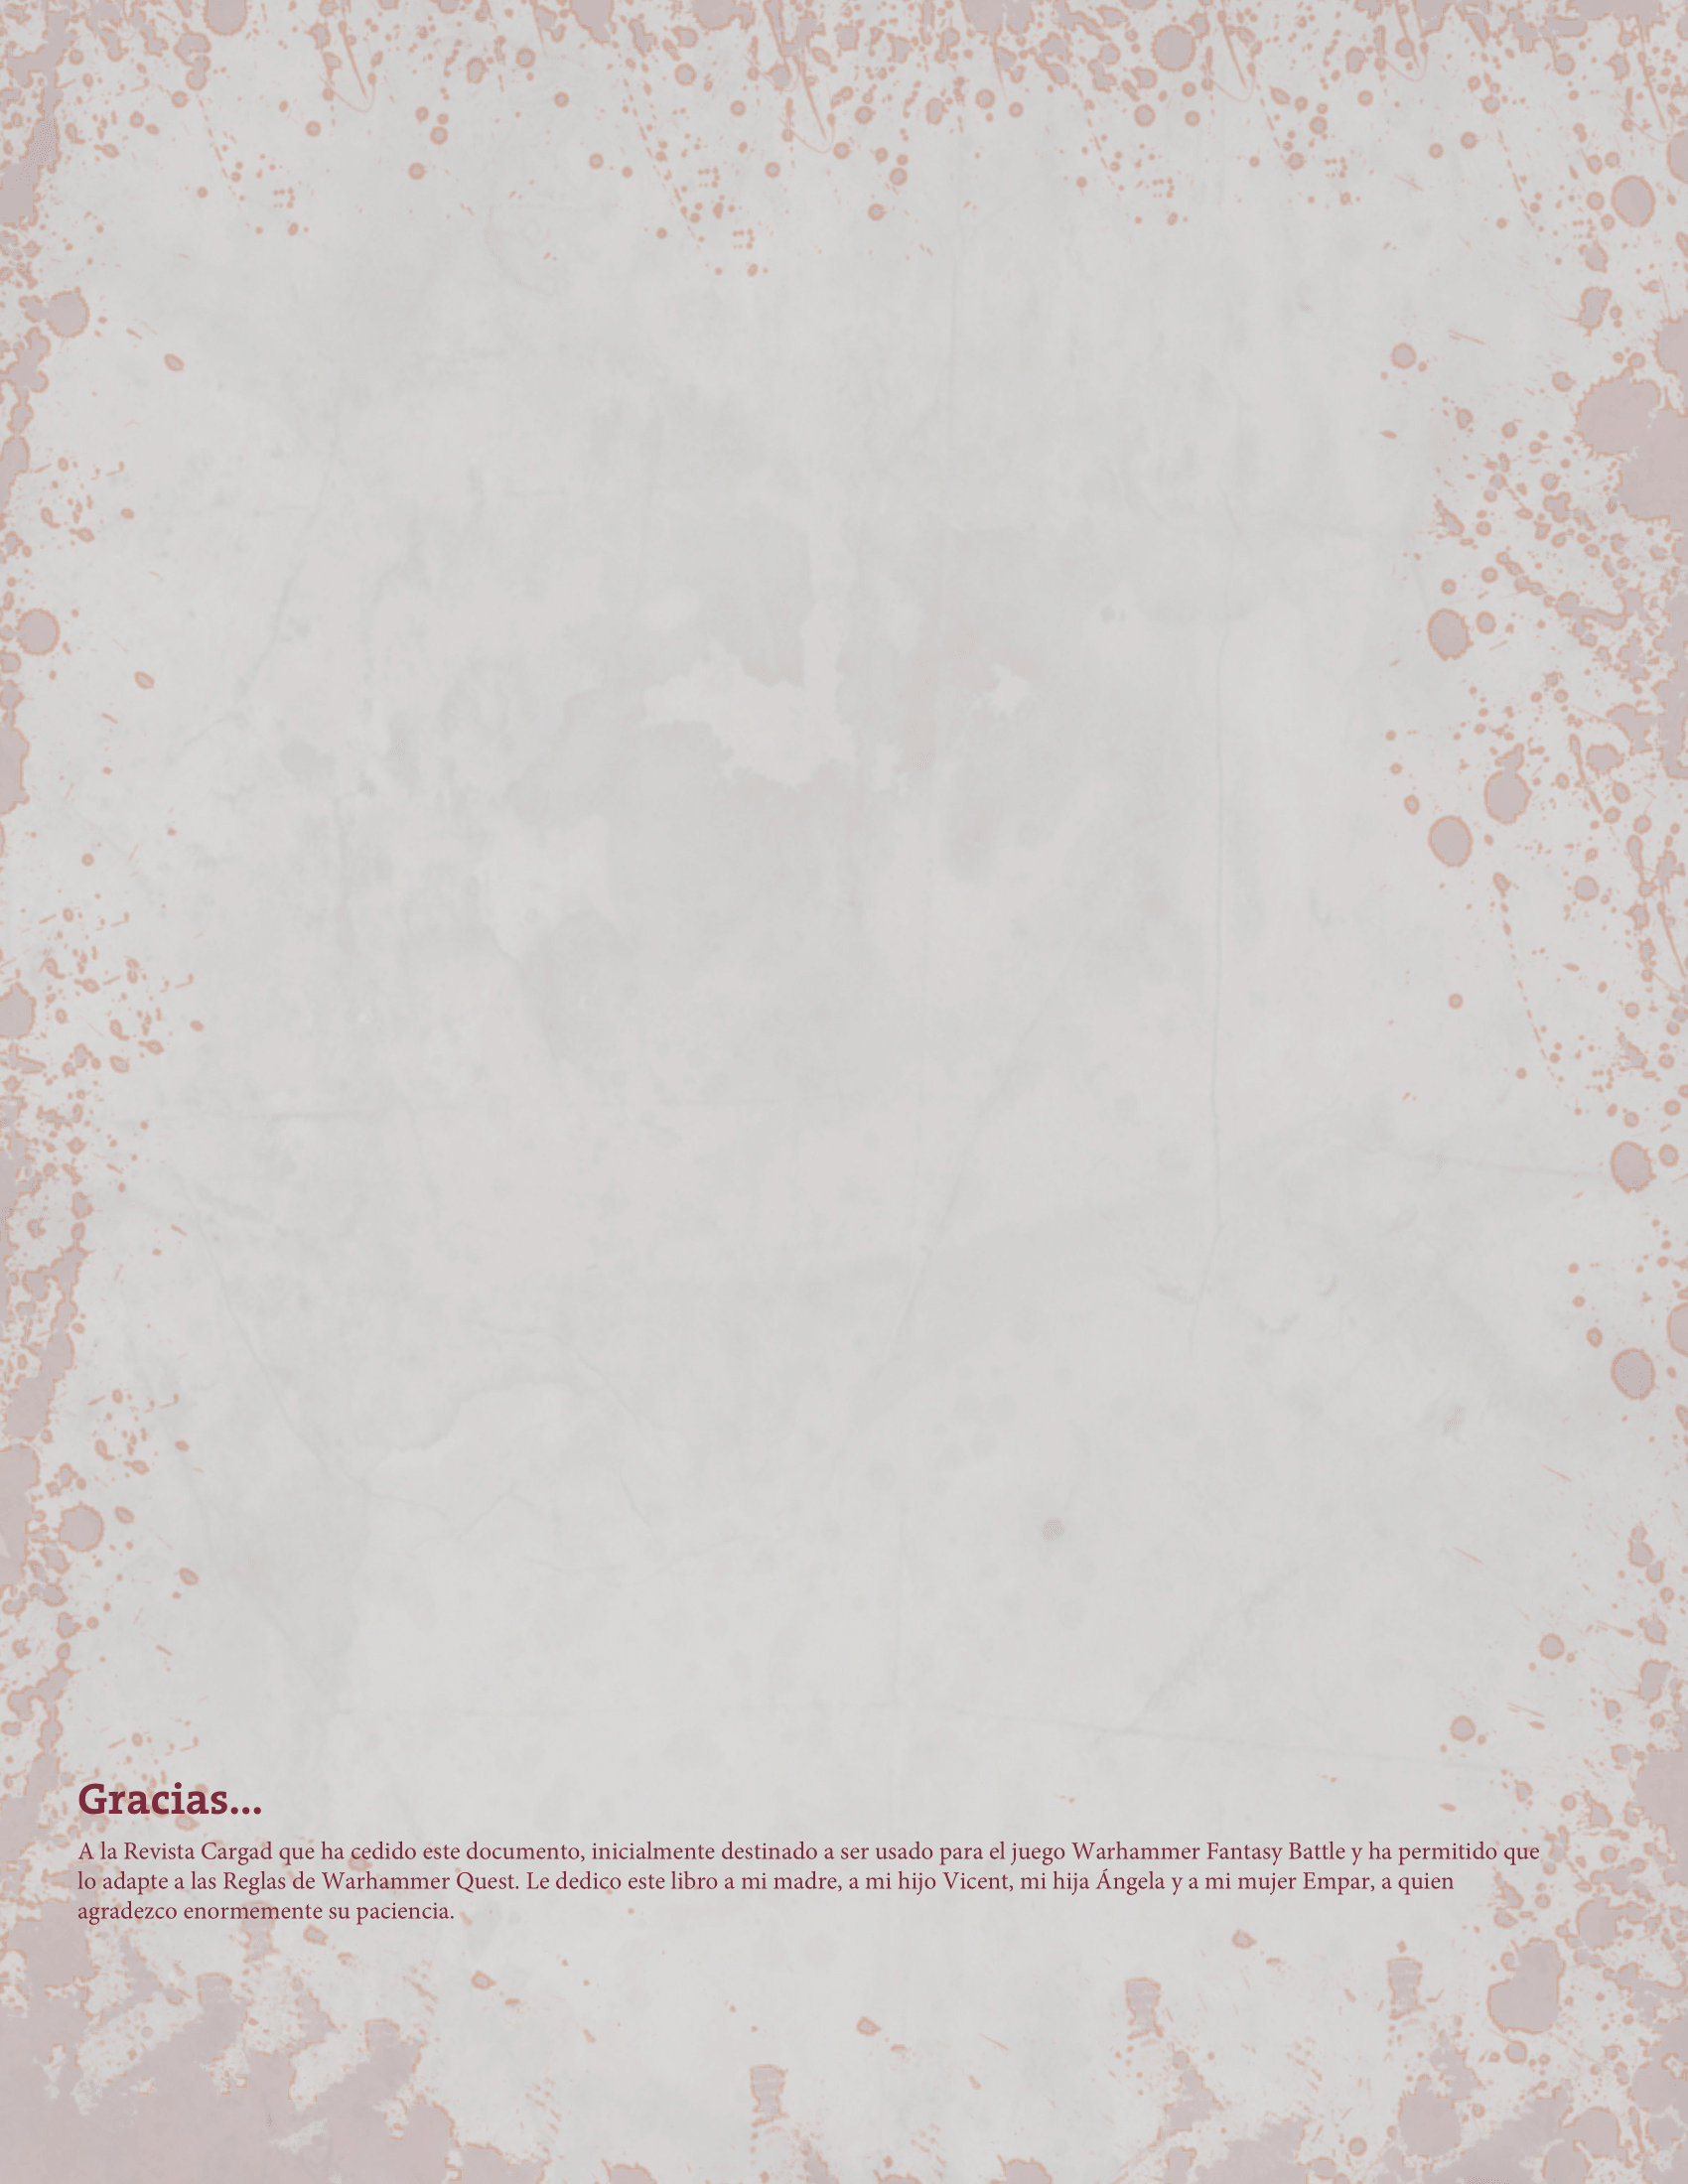 Gracias...
A la Revista Cargad que ha cedido este documento, inicialmente destinado a ser usado para el juego Warhammer Fantasy Battle y ha permitido que
lo adapte a las Reglas de Warhammer Quest. Le dedico este libro a mi madre, a mi hijo Vicent, mi hija Ángela y a mi mujer Empar, a quien
agradezco enormemente su paciencia.